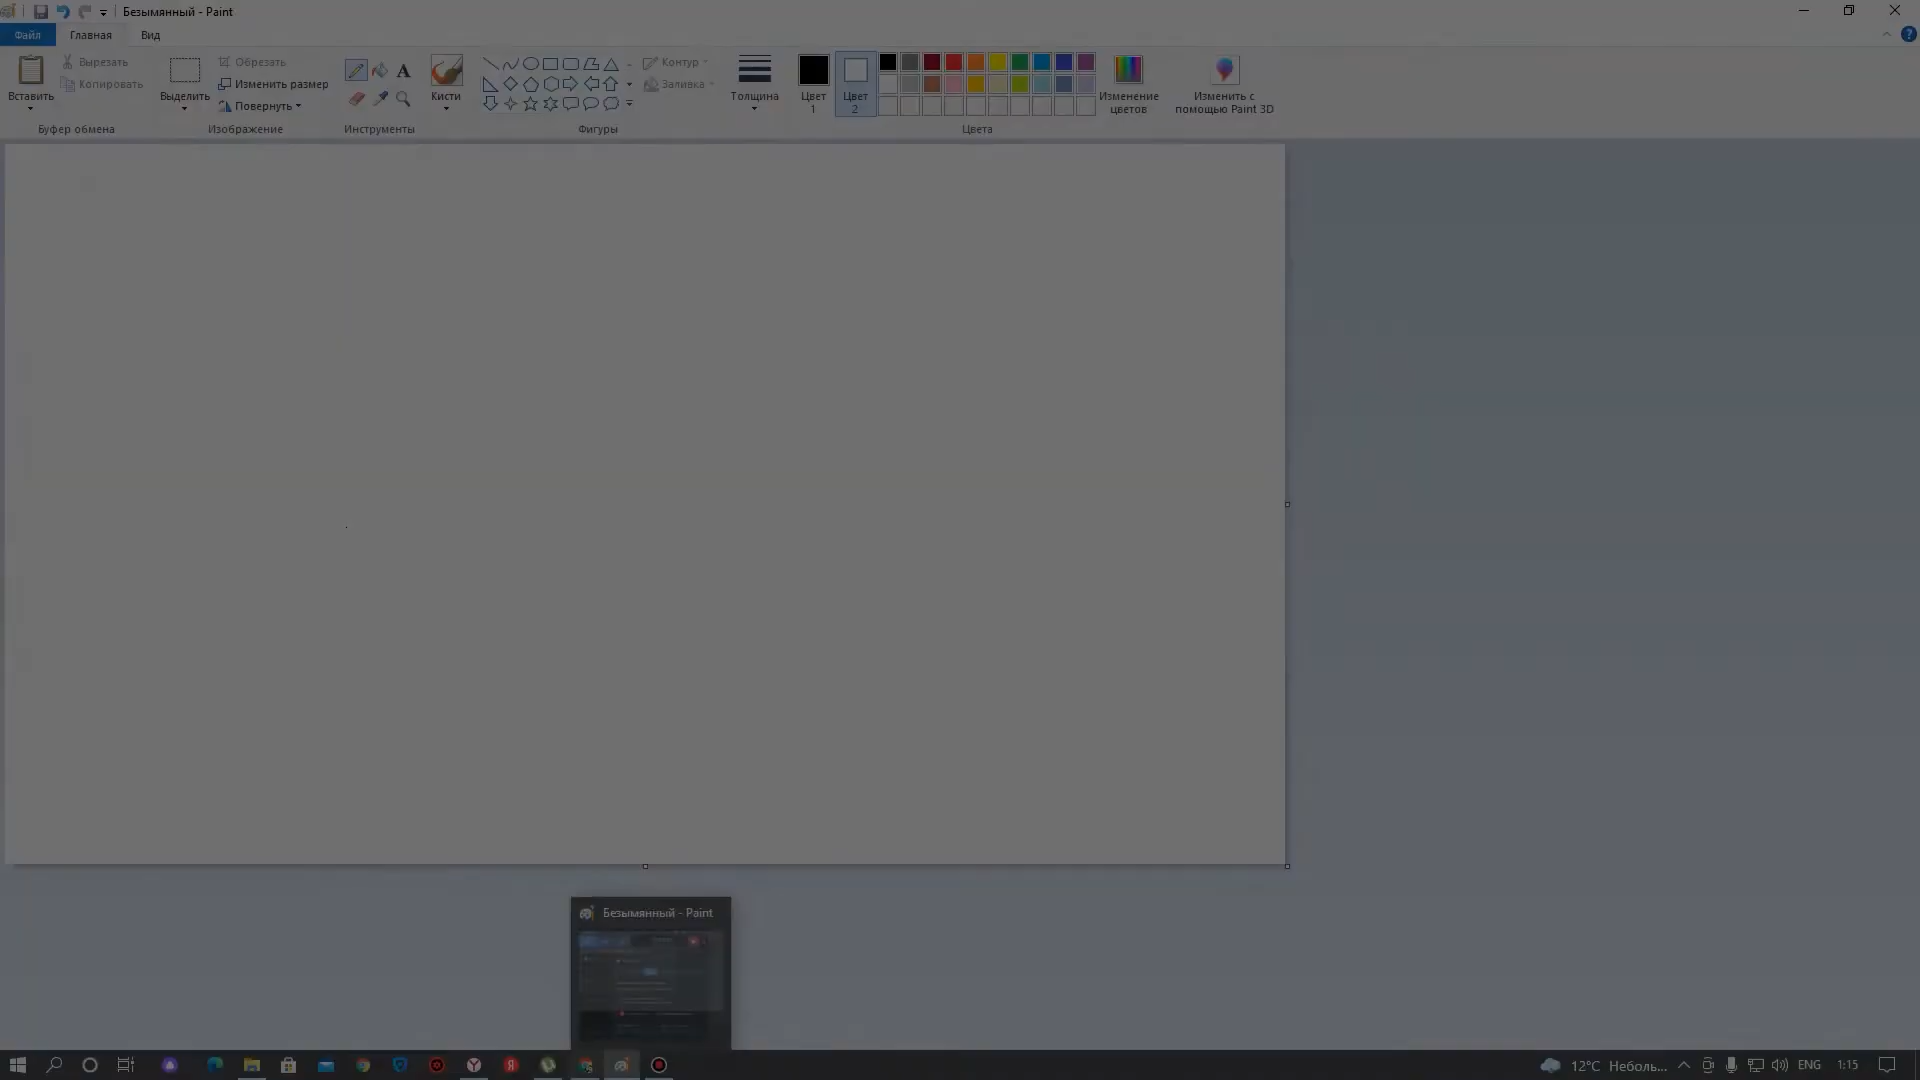 Безымянный - Paint
Файл Главная Вид
Вставить
Вырезать
Копировать
Буфер обмена
Выделить
Обрезать
Изменить размер
Повернуть
Изображение
A
Инструменты
Кисти
Контур
Заливка
Фигуры
Толщина
Цвет
1
Цвет
2
Цвета
Изменение
цветов
Изменить с
помощью Paint 3D
Безымянный - Paint
12°C Неболь... ENG 1:15